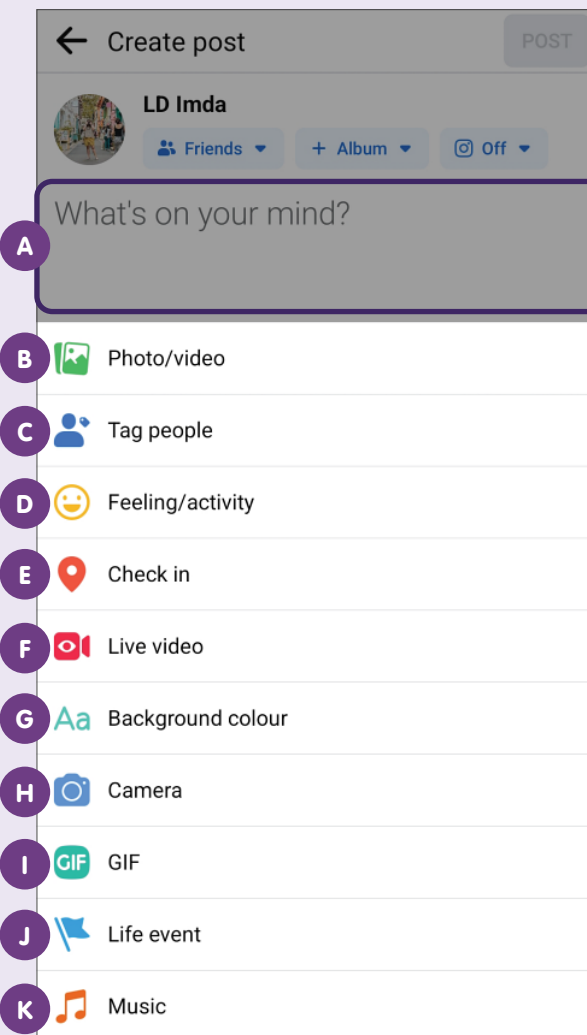 Create post POST
LD Imda
Friends + Album Off
A What's on your mind?
B Photo/video
C Tag people
D Feeling/activity
E Check in
F Live video
G Aa Background colour
H Camera
I GIF GIF
J Life event
K Music